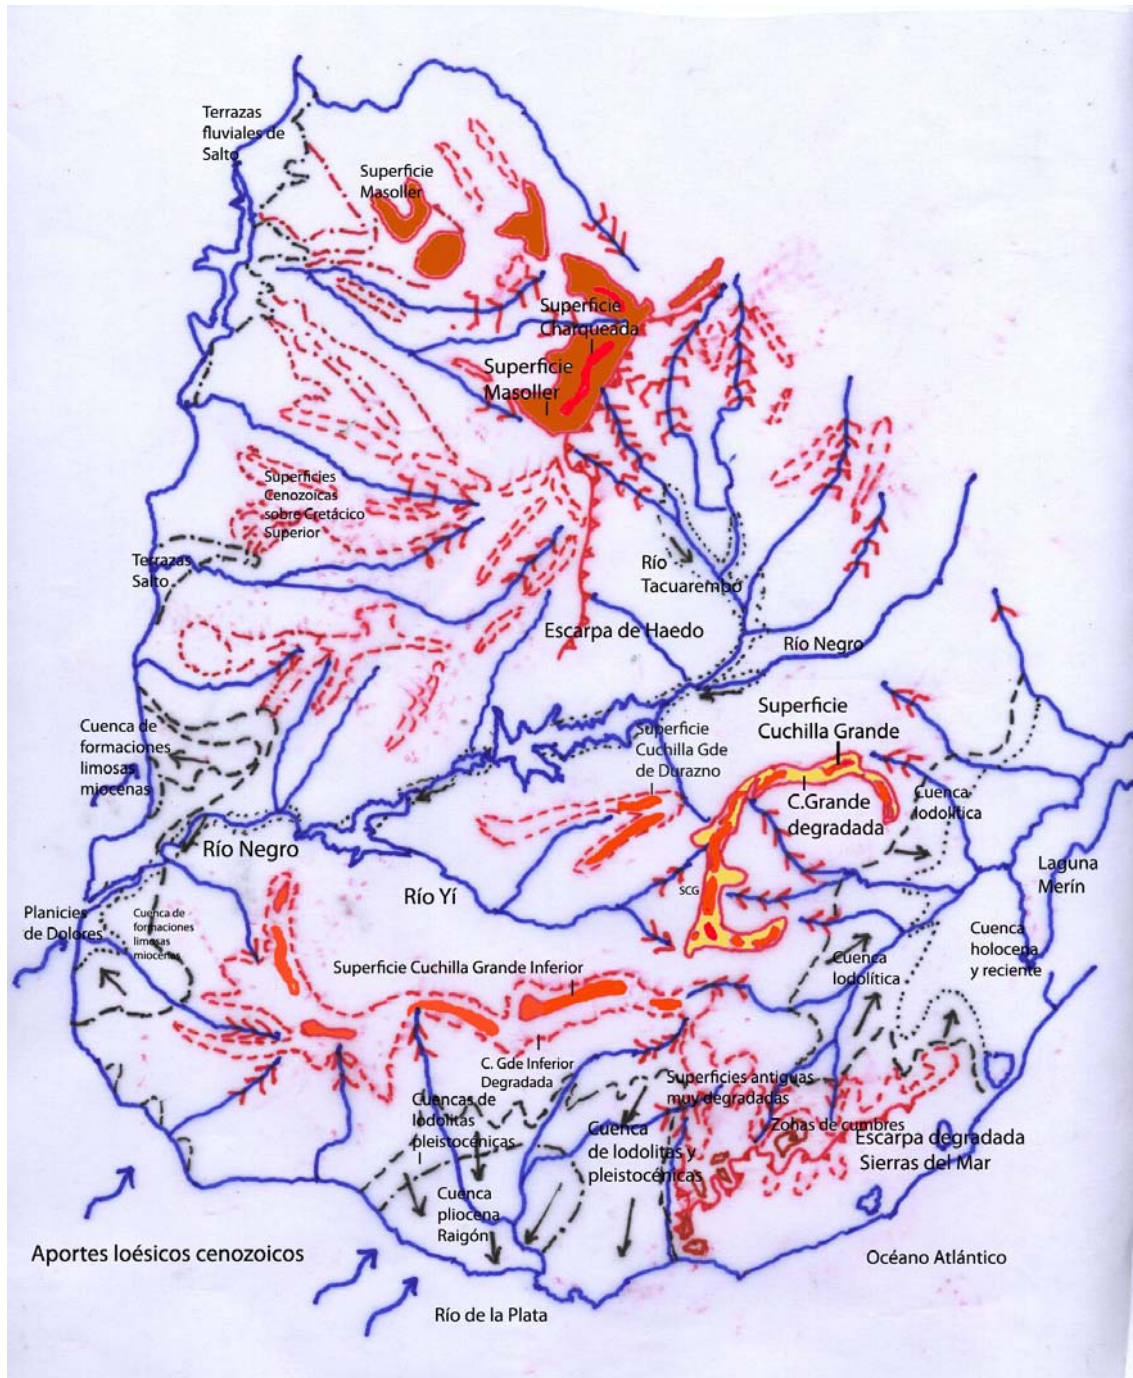 Terrazas
fluviales de
Salto
Superficie
Masoller
Superficie
Charqueada
Superficie
Masoller
Superficies
Cenozoicas
sobre Cretácico
Superior
Terrazas
Salto
Río
Tacuarembó
Escarpa de Haedo
Río Negro
Cuenca de
formaciones
limosas
miocenas
Superficie
Cuchilla Gde
de Durazno
Superficie
Cuchilla Grande
C.Grande
degradada
Cuenca
lodolítica
Río Negro
Río Yí
SCG
Laguna
Merín
Planicies
de Dolores
Cuenca de
formaciones
limosas
miocenas
Superficie Cuchilla Grande Inferior
Cuenca
lodolítica
Cuenca
holocena
y reciente
C. Gde Inferior
Degradada
Superficies antiguas
muy degradadas
Cuencas de
lodolitas
pleistocénicas
Cuenca
de lodolitas y
pleistocénicas
Zonas de cumbres
Escarpa degradada
Sierras del Mar
Cuenca
pliocena
Raigón
Aportes loésicos cenozoicos
Océano Atlántico
Río de la Plata